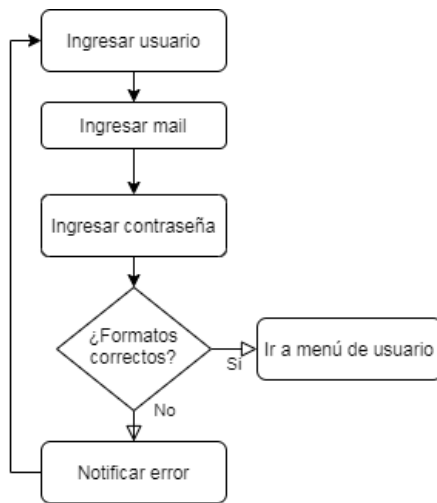 Ingresar usuario
Ingresar mail
Ingresar contraseña
¿Formatos
correctos?
Sí
Ir a menú de usuario
No
Notificar error